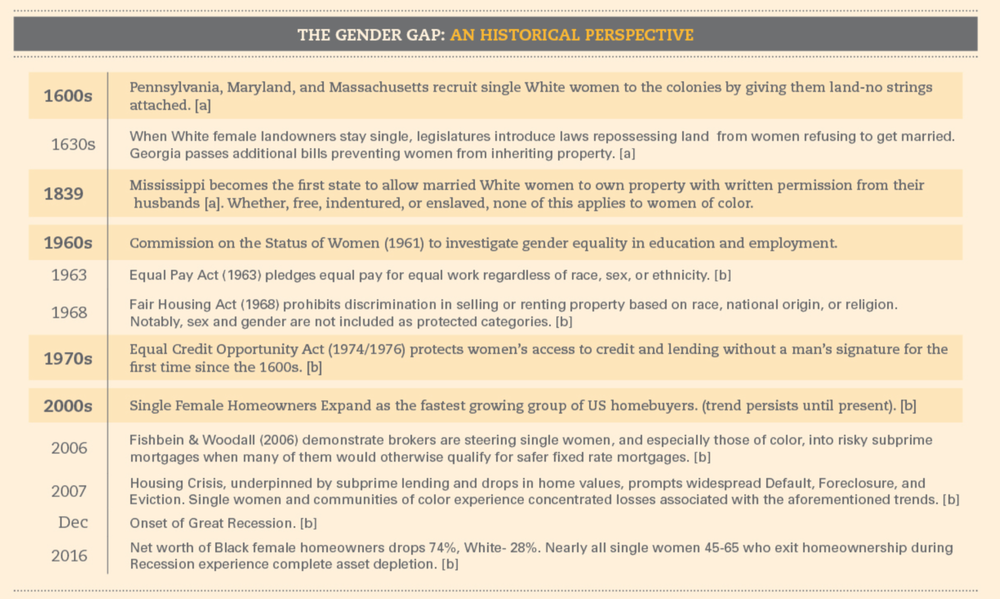 THE GENDER GAP: AN HISTORICAL PERSPECTIVE
1600s
Pennsylvania, Maryland, and Massachusetts recruit single White women to the colonies by giving them land-no strings
attached. [a]
1630s
When White female landowners stay single, legislatures introduce laws repossessing land from women refusing to get married.
Georgia passes additional bills preventing women from inheriting property. [a]
1839
Mississippi becomes the first state to allow married White women to own property with written permission from their
husbands [a]. Whether, free, indentured, or enslaved, none of this applies to women of color.
1960s
Commission on the Status of Women (1961) to investigate gender equality in education and employment.
1963
Equal Pay Act (1963) pledges equal pay for equal work regardless of race, sex, or ethnicity. [b]
1968
Fair Housing Act (1968) prohibits discrimination in selling or renting property based on race, national origin, or religion.
Notably, sex and gender are not included as protected categories. [b]
1970s
Equal Credit Opportunity Act (1974/1976) protects women's access to credit and lending without a man's signature for the
first time since the 1600s. [b]
2000s
Single Female Homeowners Expand as the fastest growing group of US homebuyers. (trend persists until present). [b]
2006
Fishbein & Woodall (2006) demonstrate brokers are steering single women, and especially those of color, into risky subprime
mortgages when many of them would otherwise qualify for safer fixed rate mortgages. [b]
2007
Housing Crisis, underpinned by subprime lending and drops in home values, prompts widespread Default, Foreclosure, and
Eviction. Single women and communities of color experience concentrated losses associated with the aforementioned trends. [b]
Dec
Onset of Great Recession. [b]
2016
Net worth of Black female homeowners drops 74%, White- 28%. Nearly all single women 45-65 who exit homeownership during
Recession experience complete asset depletion. [b]